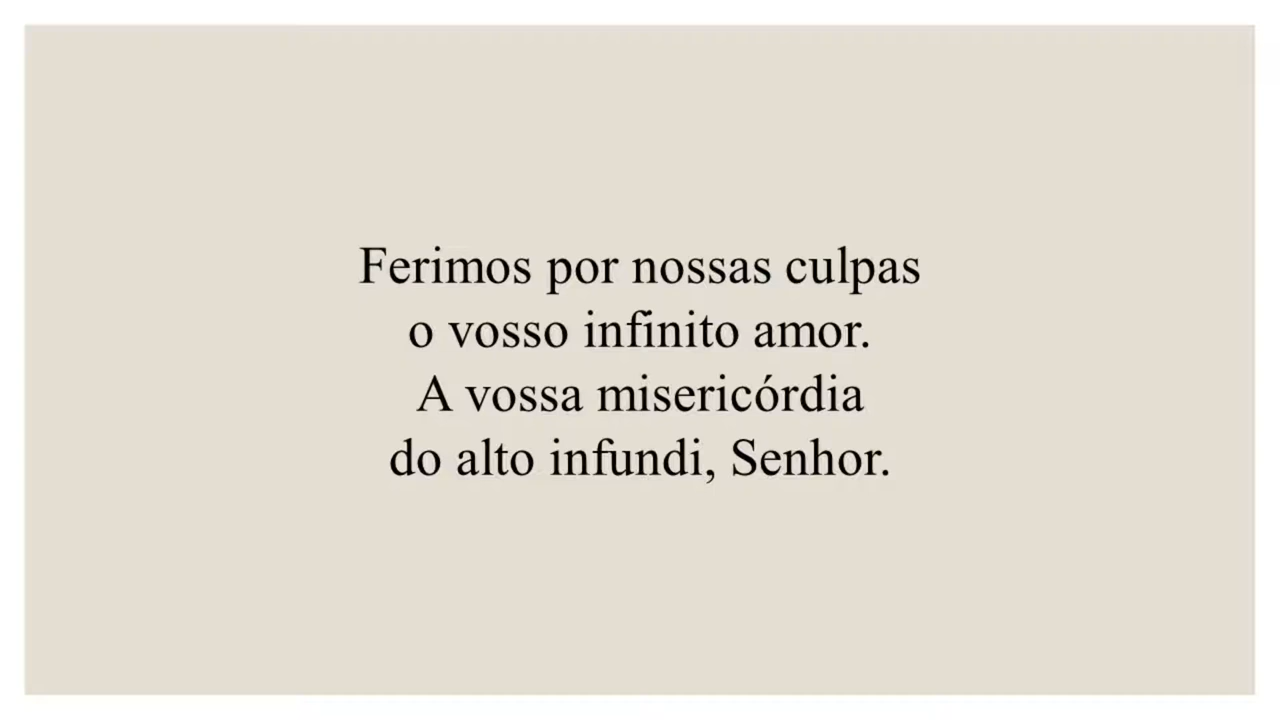 Ferimos por nossas culpas
o vosso infinito amor.
A vossa misericórdia
do alto infundi, Senhor.